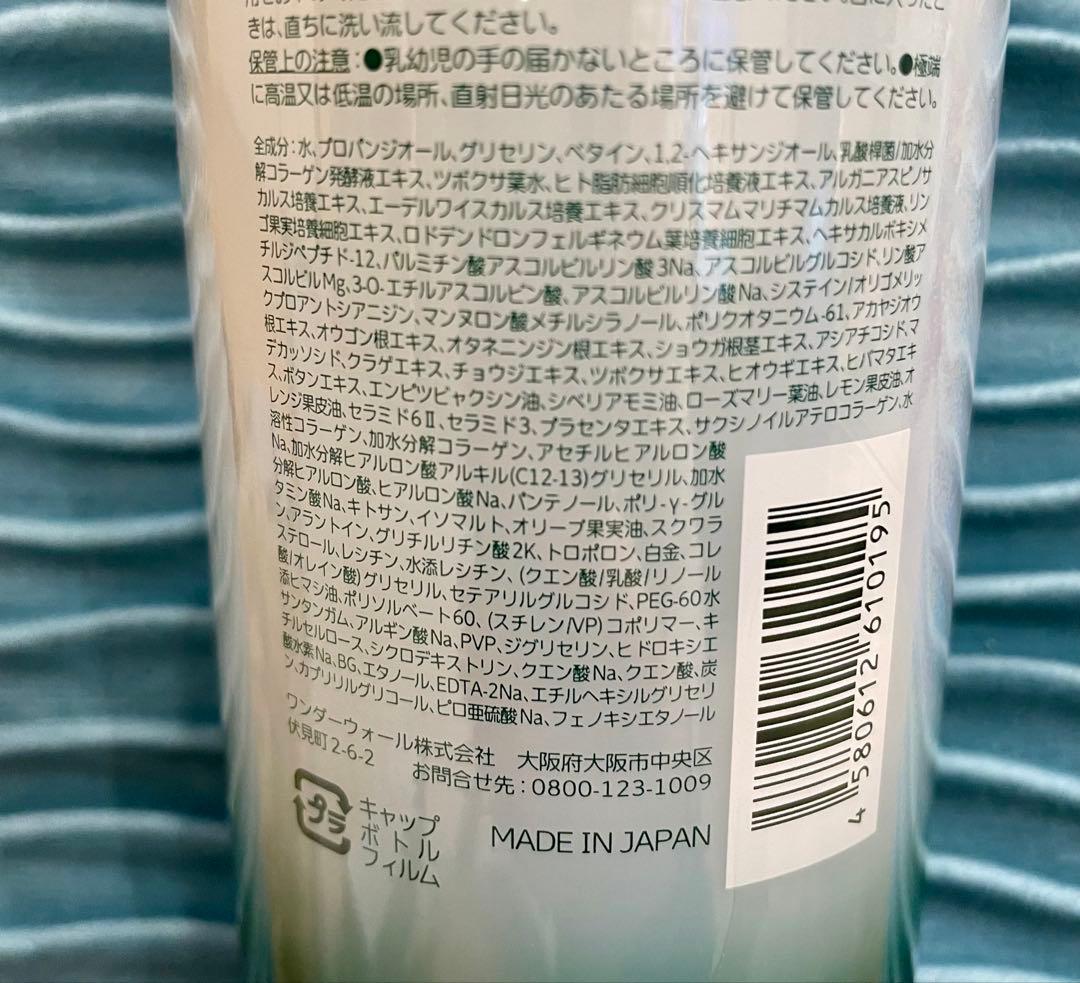 きは、直ちに洗い流してください。
保管上の注意：●乳幼児の手の届かないところに保管してください。●極端
に高温又は低温の場所、直射日光のあたる場所を避けて保管してください。
全成分：水、プロパンジオール、グリセリン、ベタイン、1,2-ヘキサンジオール、乳酸桿菌/加水分
解コラーゲン発酵液エキス、ツボクサ葉水、ヒト脂肪細胞順化培養液エキス、アルガニアスピノサ
カルス培養エキス、エーデルワイスカルス培養エキス、クリスマムマリチマムカルス培養液、リン
ゴ果実培養細胞エキス、ロドデンドロンフェルギネウム葉培養細胞エキス、ヘキサカルボキシメ
チルジペプチド-12、パルミチン酸アスコルビルリン酸3Na、アスコルビルグルコシド、リン酸ア
スコルビルMg、3-O-エチルアスコルビン酸、アスコルビルリン酸Na、システイン/オリゴメリッ
クプロアントシアニジン、マンヌロン酸メチルシラノール、ポリクオタニウム-61、アカヤジオウ
根エキス、オウゴン根エキス、オタネニンジン根エキス、ショウガ根茎エキス、アシアチコシド、マ
デカッソシド、クラゲエキス、チョウジエキス、ツボクサエキス、ヒオウギエキス、ヒバマタエキ
ス、ボタンエキス、エンピツビャクシン油、シベリアモミ油、ローズマリー葉油、レモン果皮油、オ
レンジ果皮油、セラミド6Ⅱ、セラミド3、プラセンタエキス、サクシノイルアテロコラーゲン、水
溶性コラーゲン、加水分解コラーゲン、アセチルヒアルロン酸
Na、加水分解ヒアルロン酸アルキル(C12-13)グリセリル、加水
分解ヒアルロン酸、ヒアルロン酸Na、パンテノール、ポリ-γ-グル
タミン酸Na、キトサン、イソマルト、オリーブ果実油、スクワラ
ン、アラントイン、グリチルリチン酸2K、トロポロン、白金、コレ
ステロール、レシチン、水添レシチン、(クエン酸/乳酸/リノール
酸/オレイン酸)グリセリル、セテアリルグルコシド、PEG-60水
添ヒマシ油、ポリソルベート60、(スチレン/VP)コポリマー、キ
サンタンガム、アルギン酸Na、PVP、ジグリセリン、ヒドロキシエ
チルセルロース、シクロデキストリン、クエン酸Na、クエン酸、炭
酸水素Na、BG、エタノール、EDTA-2Na、エチルヘキシルグリセリ
ン、カプリリルグリコール、ピロ亜硫酸Na、フェノキシエタノール
ワンダーウォール株式会社　大阪府大阪市中央区
伏見町2-6-2
お問合せ先：0800-123-1009
プラ
キャップ
ボトル
フィルム
MADE IN JAPAN
4 580612 610195